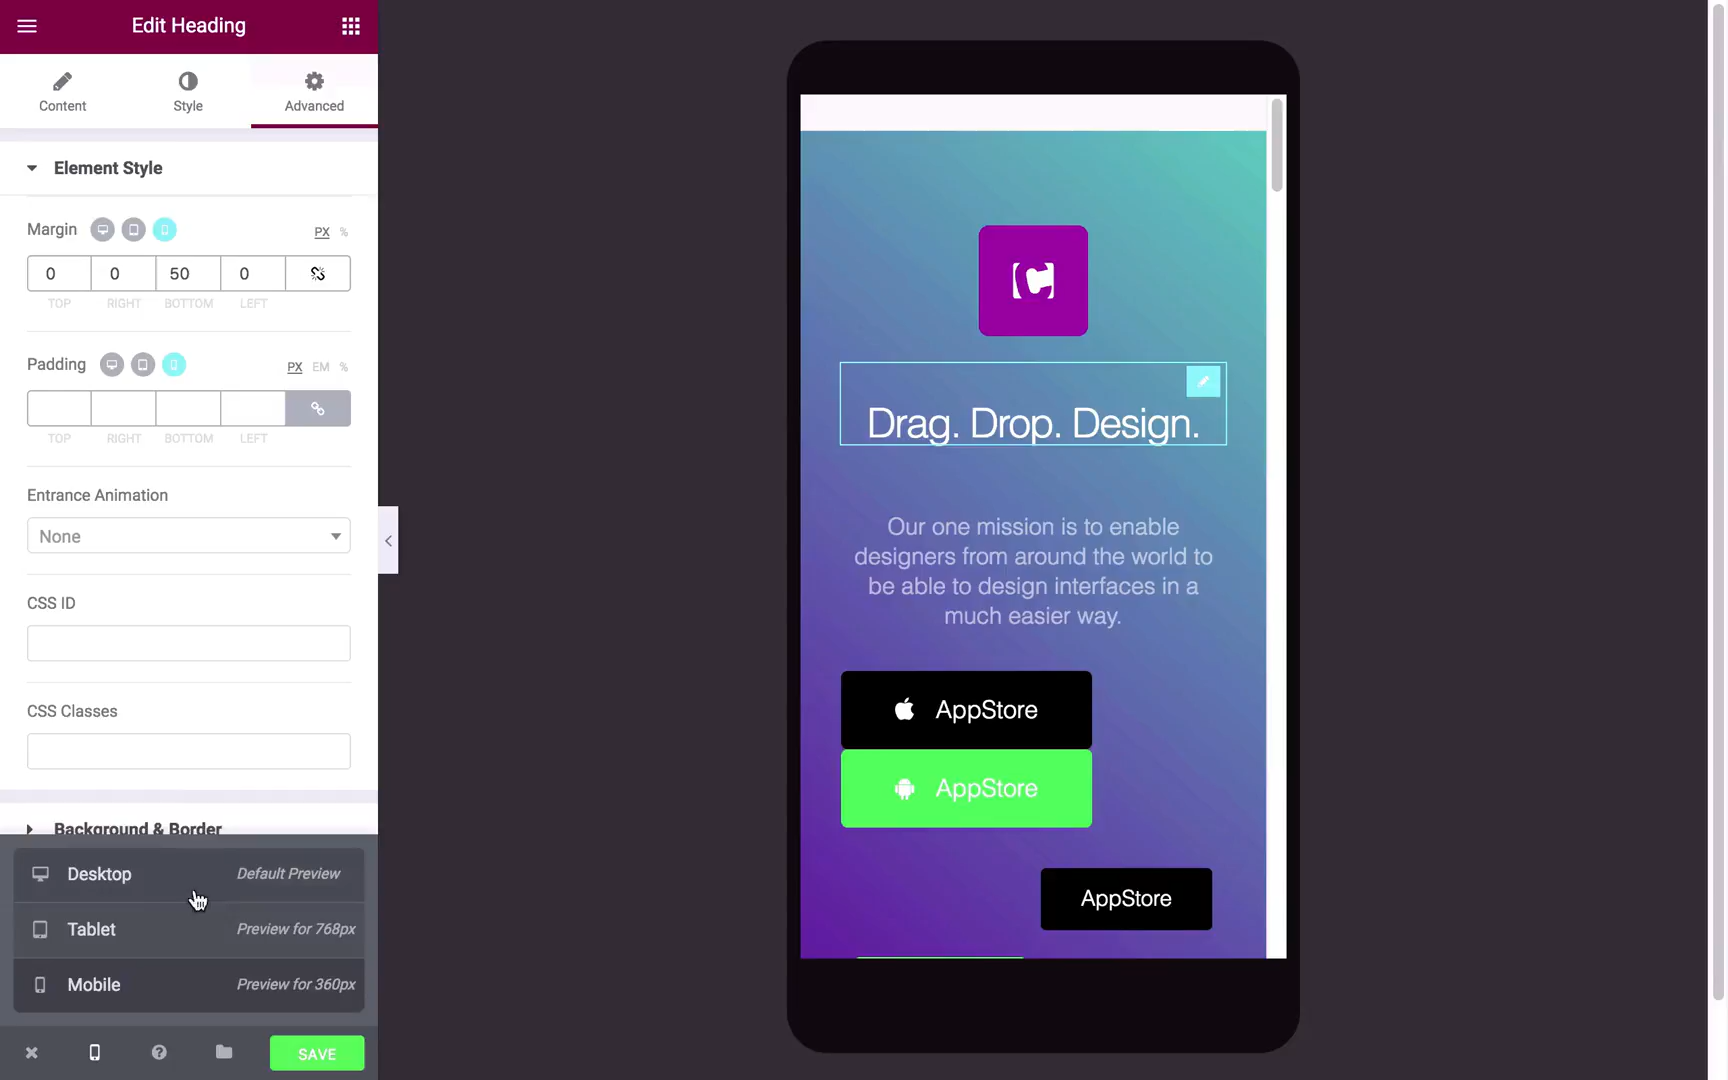 Edit Heading
Content
Style
Advanced
Element Style
Margin
PX %
0 0 50 0
TOP RIGHT BOTTOM LEFT
Padding
PX EM %
TOP RIGHT BOTTOM LEFT
Entrance Animation
None
CSS ID
CSS Classes
Background & Border
Desktop Default Preview
Tablet Preview for 768px
Mobile Preview for 360px
SAVE
Drag. Drop. Design.
Our one mission is to enable
designers from around the world to
be able to design interfaces in a
much easier way.
AppStore
AppStore
AppStore